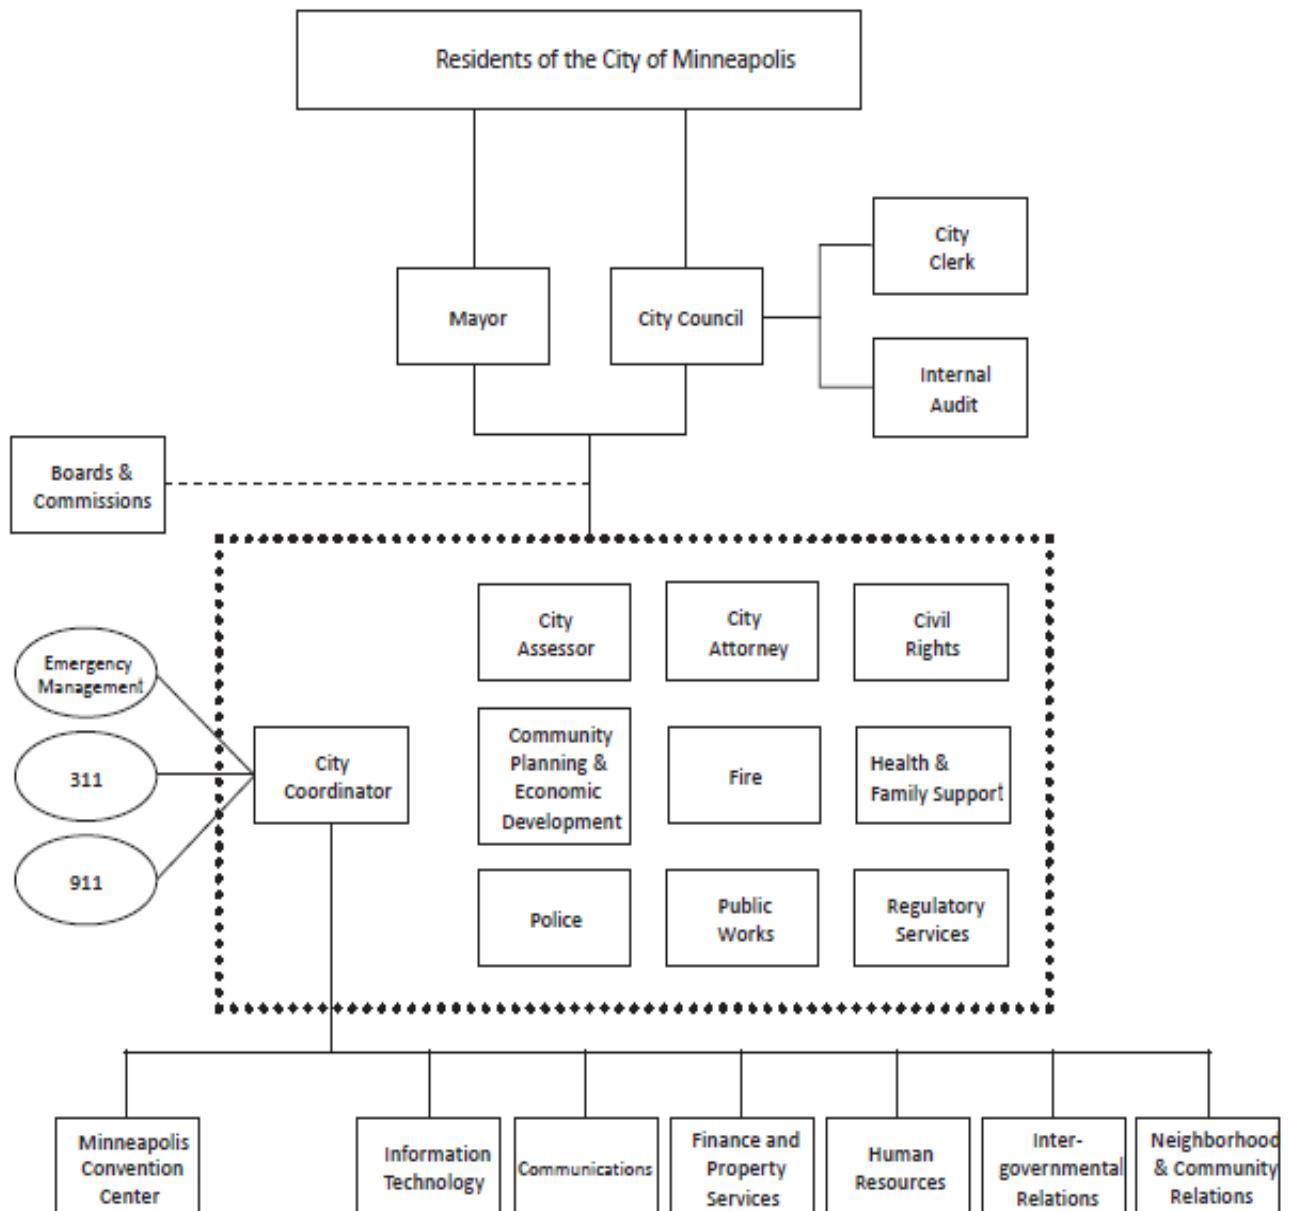 Residents of the City of Minneapolis
City
Clerk
Mayor
City Council
Internal
Audit
Boards &
Commissions
City
Assessor
City
Attorney
Civil
Rights
Emergency
Management
311
911
City
Coordinator
Community
Planning &
Economic
Development
Fire
Health &
Family Support
Police
Public
Works
Regulatory
Services
Minneapolis
Convention
Center
Information
Technology
Communications
Finance and
Property
Services
Human
Resources
Inter-
governmental
Relations
Neighborhood
& Community
Relations